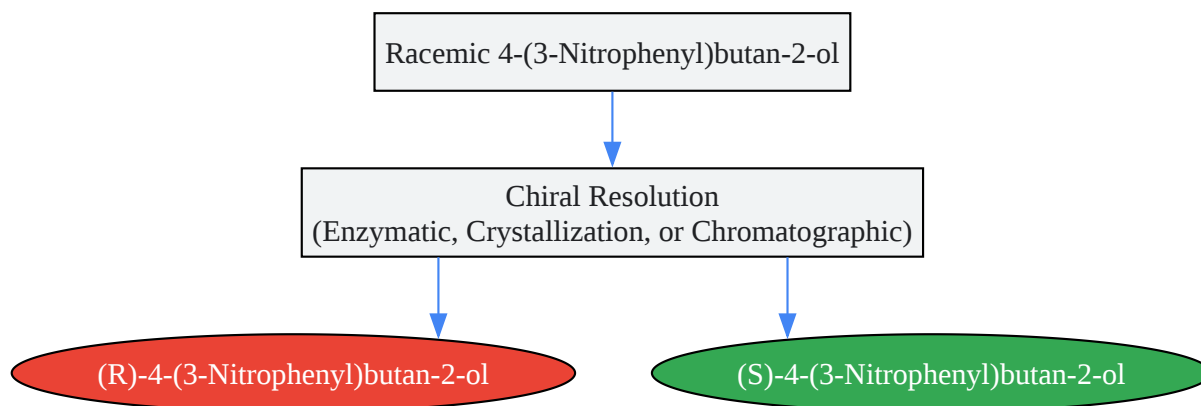 Racemic 4-(3-Nitrophenyl)butan-2-ol
Chiral Resolution
(Enzymatic, Crystallization, or Chromatographic)
(R)-4-(3-Nitrophenyl)butan-2-ol
(S)-4-(3-Nitrophenyl)butan-2-ol